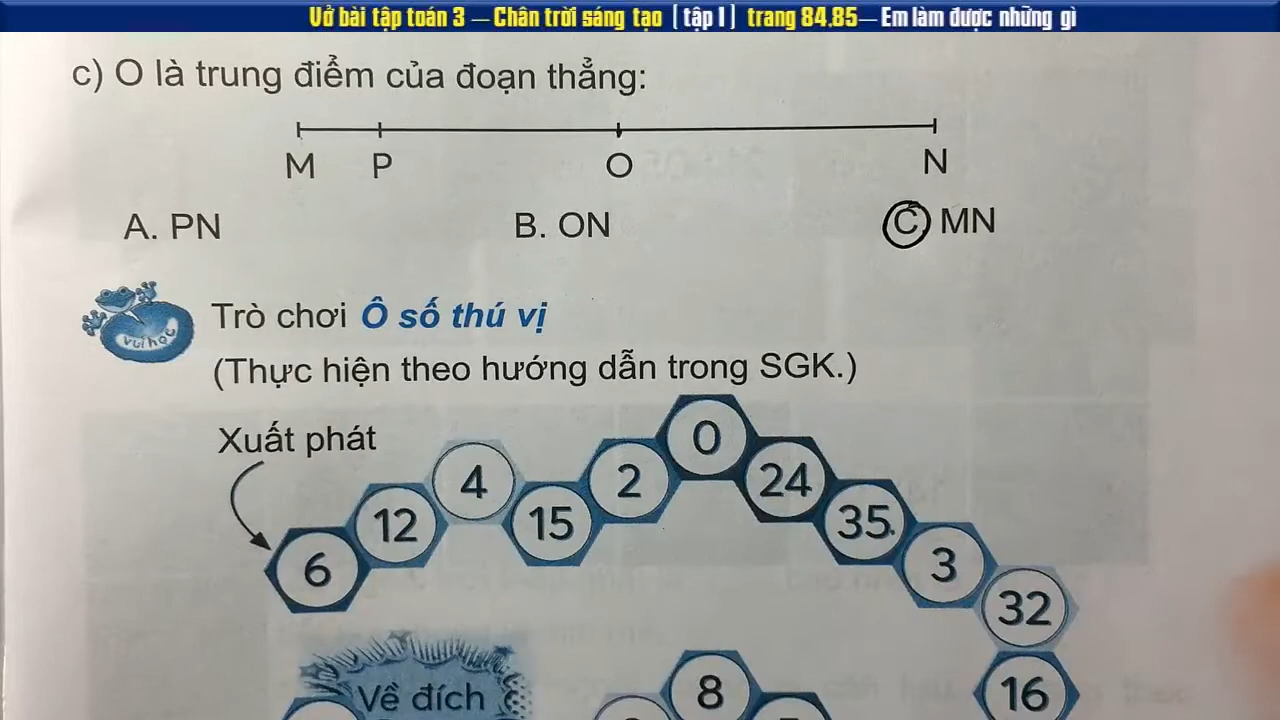 Vở bài tập toán 3 – Chân trời sáng tạo (tập 1) trang 84,85– Em làm được những gì
c) O là trung điểm của đoạn thẳng:
M P O N
A. PN B. ON C MN
vui học
Trò chơi Ô số thú vị
(Thực hiện theo hướng dẫn trong SGK.)
Xuất phát
6 12 4 15 2 0 24 35 3 32
Về đích 8 16